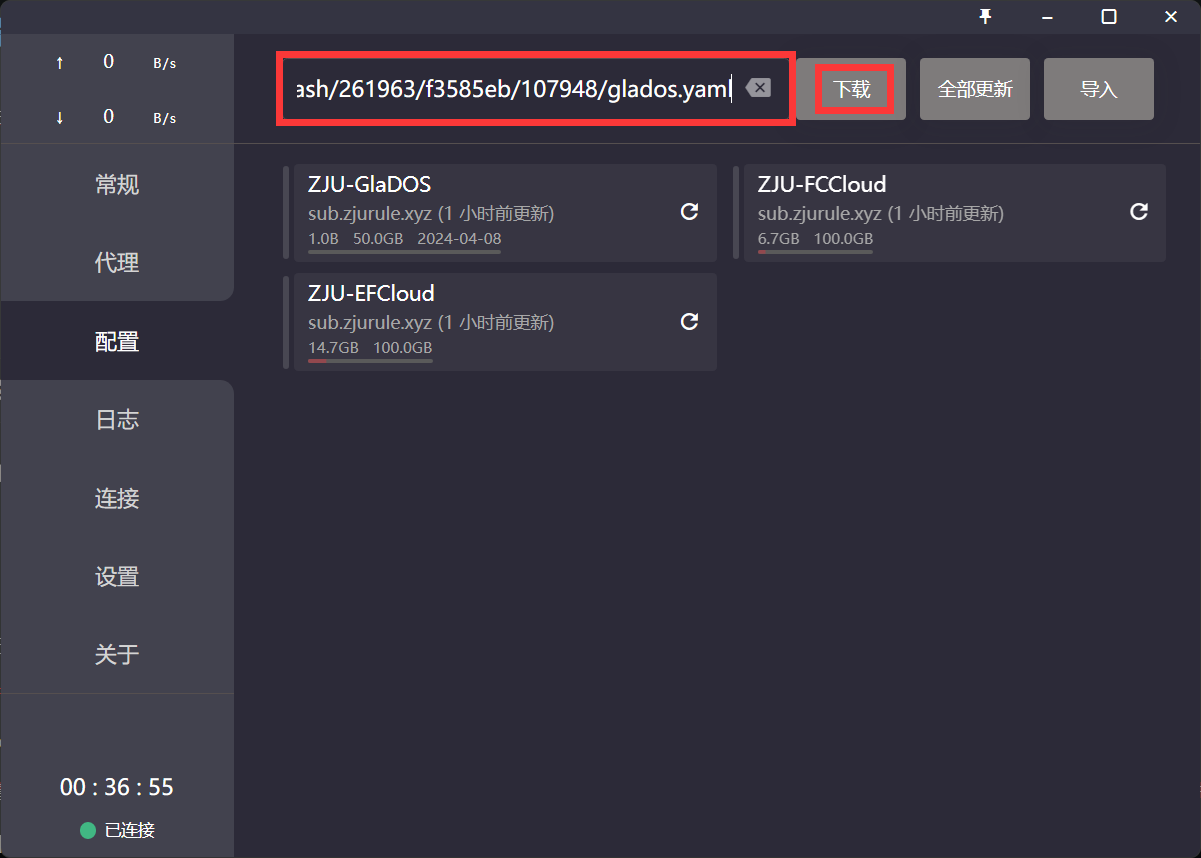 ↑ 0 B/s
ash/261963/f3585eb/107948/glados.yaml 下载 全部更新 导入
↓ 0 B/s
常规
代理
配置
日志
连接
设置
关于
00 : 36 : 55
已连接
ZJU-GlaDOS
sub.zjurule.xyz (1 小时前更新)
1.0B 50.0GB 2024-04-08
ZJU-FCCloud
sub.zjurule.xyz (1 小时前更新)
6.7GB 100.0GB
ZJU-EFCloud
sub.zjurule.xyz (1 小时前更新)
14.7GB 100.0GB